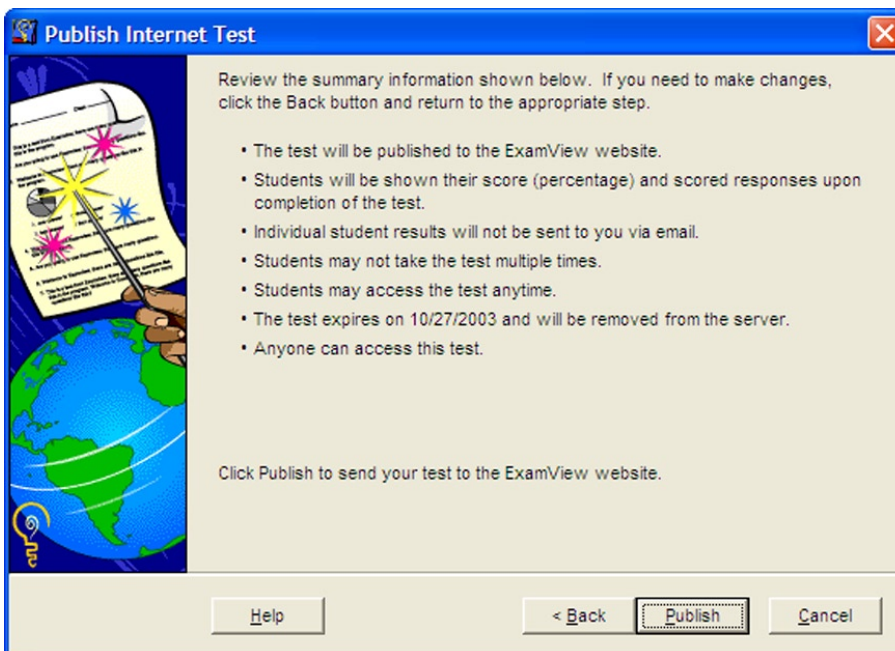 Publish Internet Test
Review the summary information shown below. If you need to make changes,
click the Back button and return to the appropriate step.
• The test will be published to the ExamView website.
• Students will be shown their score (percentage) and scored responses upon
completion of the test.
• Individual student results will not be sent to you via email.
• Students may not take the test multiple times.
• Students may access the test anytime.
• The test expires on 10/27/2003 and will be removed from the server.
• Anyone can access this test.
Click Publish to send your test to the ExamView website.
Help
< Back
Publish
Cancel